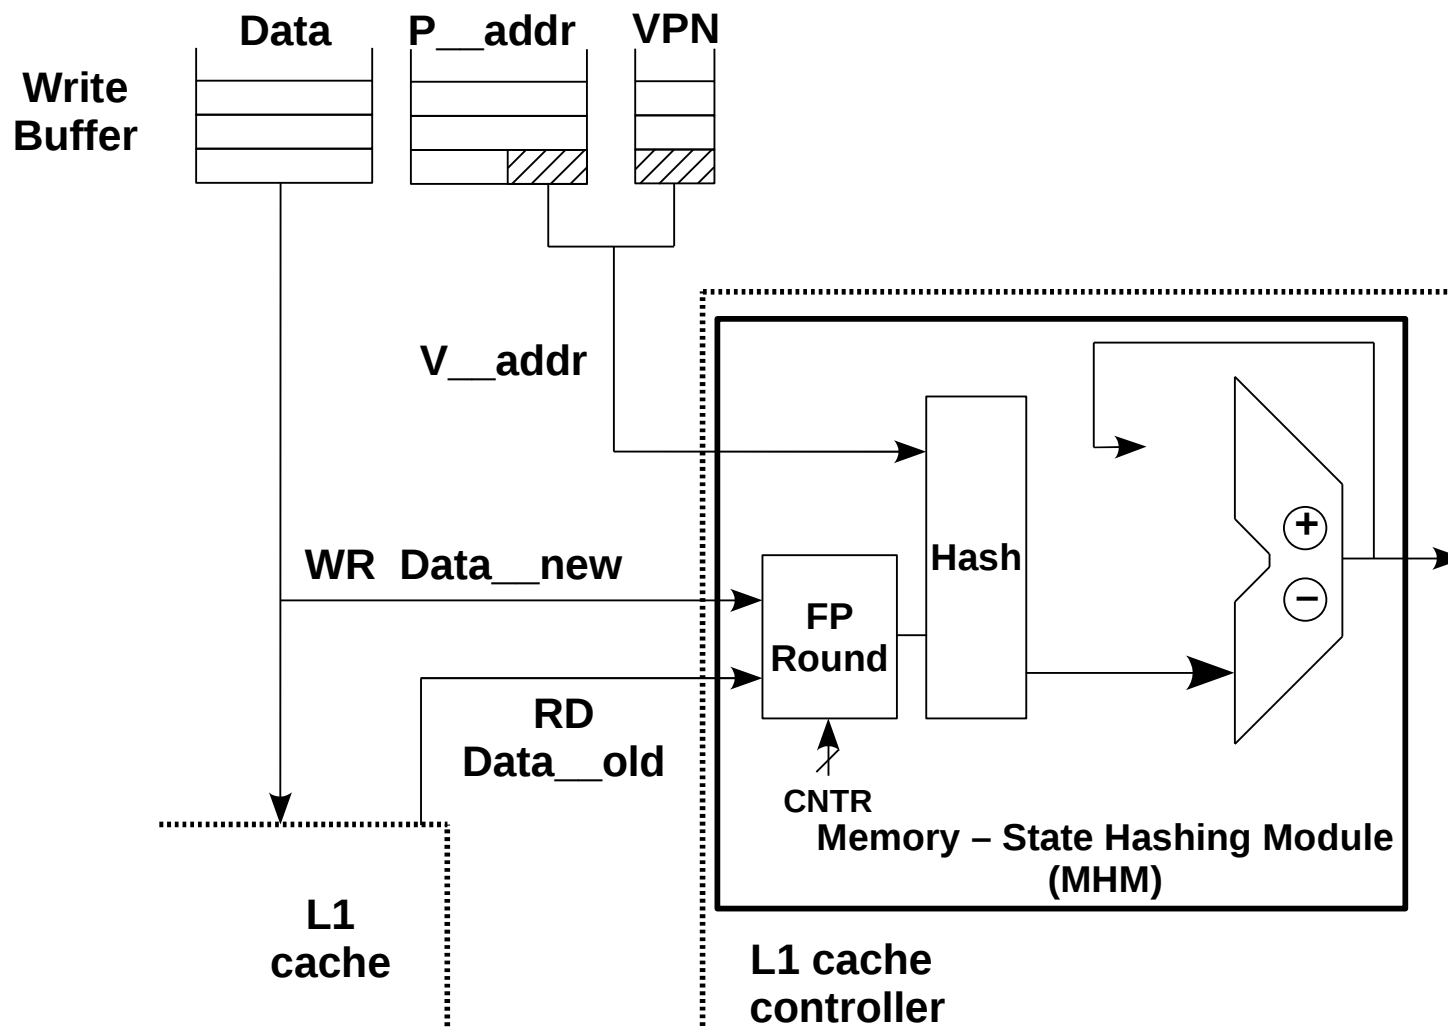 Data
P__addr
VPN
Write
Buffer
V__addr
WR Data__new
Hash
+
−
FP
Round
RD
Data__old
CNTR
Memory – State Hashing Module
(MHM)
L1
cache
L1 cache
controller